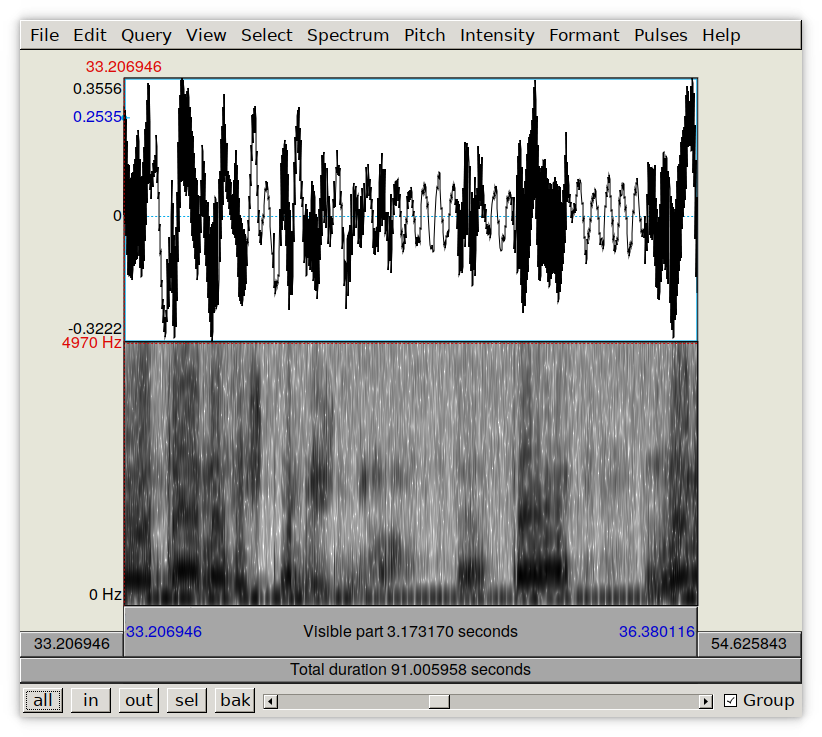 File Edit Query View Select Spectrum Pitch Intensity Formant Pulses Help
33.206946
0.3556
0.2535
0
-0.3222
4970 Hz
0 Hz
33.206946 Visible part 3.173170 seconds 36.380116
33.206946 54.625843
Total duration 91.005958 seconds
all in out sel bak Group